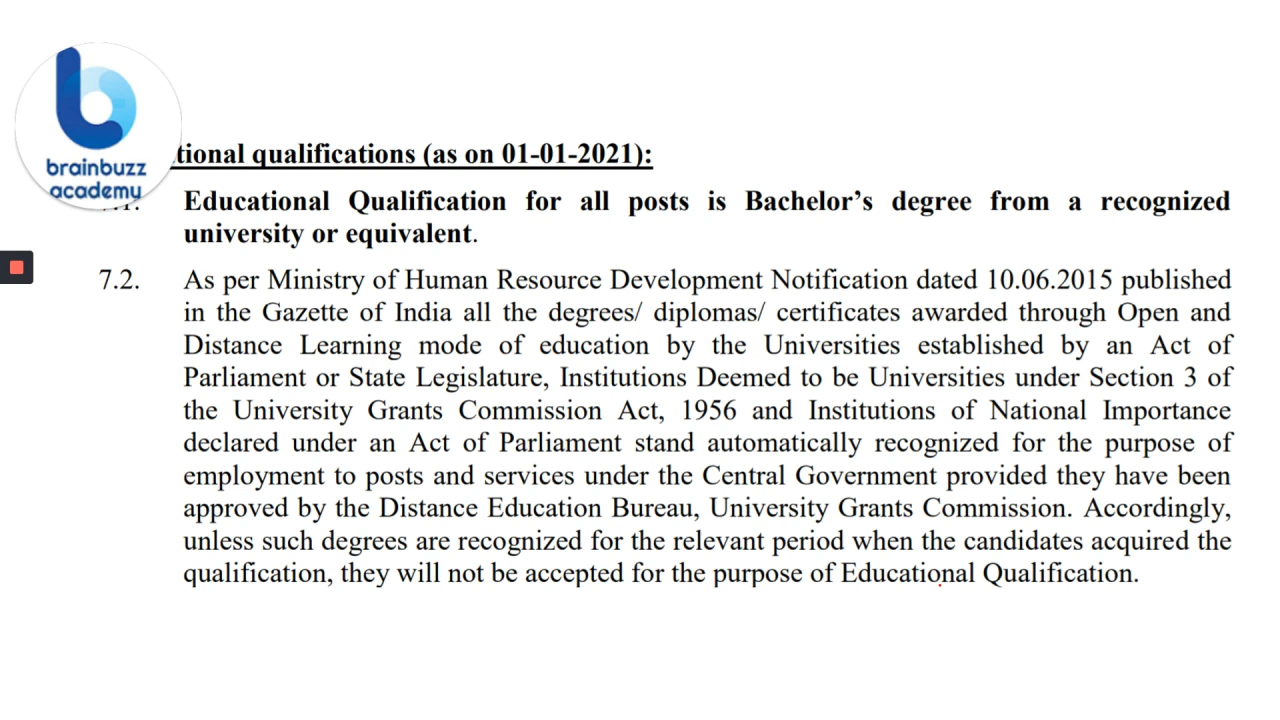 brainbuzz
academy
tional qualifications (as on 01-01-2021):
Educational Qualification for all posts is Bachelor’s degree from a recognized
university or equivalent.
7.2. As per Ministry of Human Resource Development Notification dated 10.06.2015 published
in the Gazette of India all the degrees/ diplomas/ certificates awarded through Open and
Distance Learning mode of education by the Universities established by an Act of
Parliament or State Legislature, Institutions Deemed to be Universities under Section 3 of
the University Grants Commission Act, 1956 and Institutions of National Importance
declared under an Act of Parliament stand automatically recognized for the purpose of
employment to posts and services under the Central Government provided they have been
approved by the Distance Education Bureau, University Grants Commission. Accordingly,
unless such degrees are recognized for the relevant period when the candidates acquired the
qualification, they will not be accepted for the purpose of Educational Qualification.